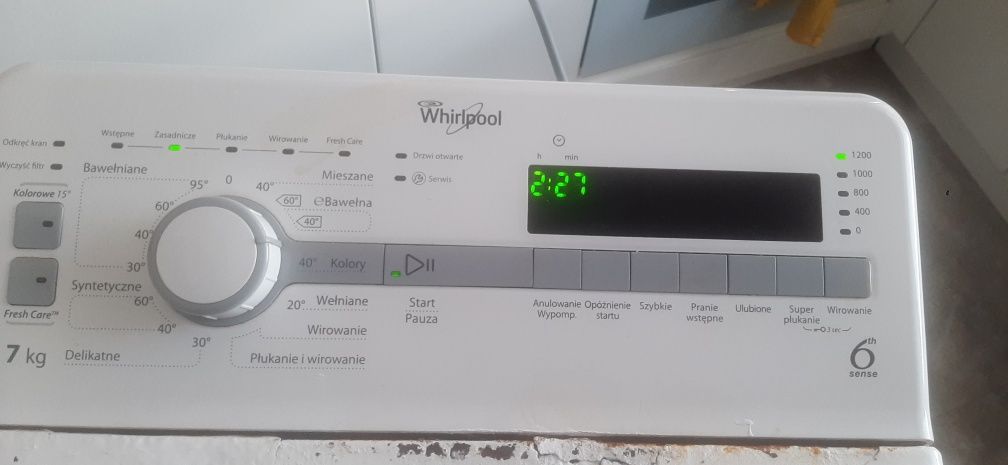 Whirlpool
Wstępne Zasadnicze Płukanie Wirowanie Fresh Care
Odkręć kran
Wyczyść filtr
Drzwi otwarte
Serwis
h min
2:27
1200
1000
800
400
0
Kolorowe 15°
Fresh Care™
7 kg
Bawełniane
95°
60°
40°
30°
Syntetyczne
60°
40°
Delikatne
30°
0
40° Mieszane
60° eBawełna
40°
40° Kolory
20° Wełniane
Wirowanie
Płukanie i wirowanie
Start
Pauza
Anulowanie Opóźnienie Szybkie Pranie Ulubione Super Wirowanie
Wypomp. startu wstępne płukanie
3 sec
6th
sense